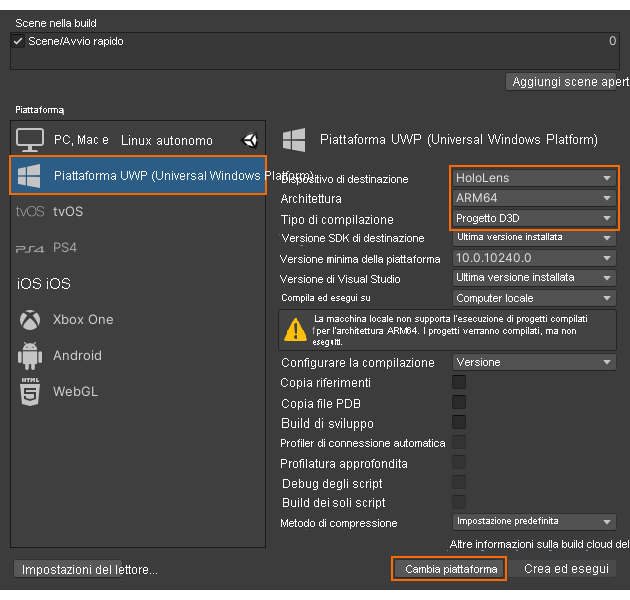 Scene nella build
Scene/Avvio rapido 0
Aggiungi scene apert
Piattaforma
PC, Mac e Linux autonomo
Piattaforma UWP (Universal Windows Platform)
tvOS tvOS
PS4 PS4
iOS iOS
Xbox One
Android
HTML 5 WebGL
Piattaforma UWP (Universal Windows Platform)
Dispositivo di destinazione HoloLens
Architettura ARM64
Tipo di compilazione Progetto D3D
Versione SDK di destinazione Ultima versione installata
Versione minima della piattaforma 10.0.10240.0
Versione di Visual Studio Ultima versione installata
Compila ed esegui su Computer locale
La macchina locale non supporta l'esecuzione di progetti compilati
per l'architettura ARM64. I progetti verranno compilati, ma non
eseguiti.
Configurare la compilazione Versione
Copia riferimenti
Copia file PDB
Build di sviluppo
Profiler di connessione automatica
Profilatura approfondita
Debug degli script
Build dei soli script
Metodo di compressione Impostazione predefinita
Altre informazioni sulla build cloud del
Impostazioni del lettore... Cambia piattaforma Crea ed esegui